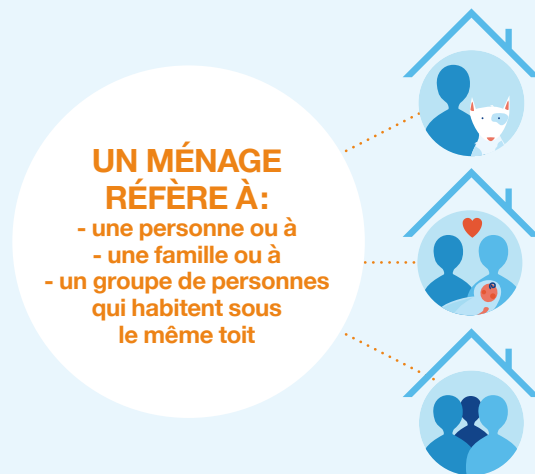 UN MÉNAGE
RÉFÈRE À:
- une personne ou à
- une famille ou à
- un groupe de personnes
qui habitent sous
le même toit